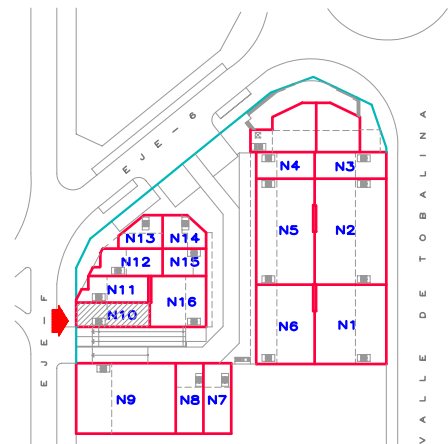 EJE-6
N4 N3
N5 N2
N13 N14
N12 N15
N11 N16
N10
N6 N1
EJE-F
N9 N8 N7
VALLE DE TOBALINA